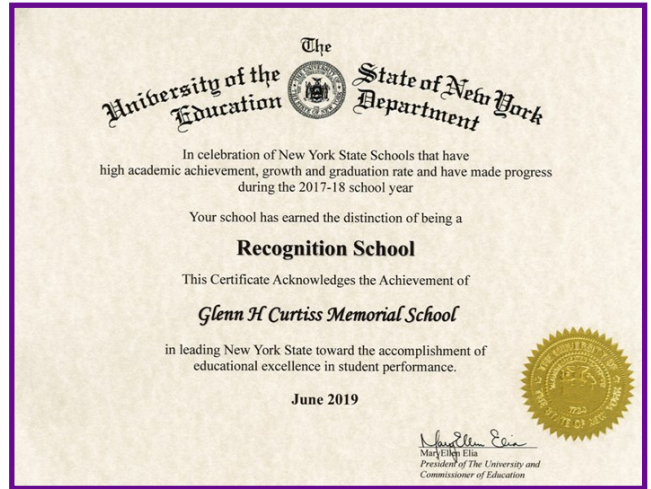 The
University of the State of New York
Education Department
In celebration of New York State Schools that have
high academic achievement, growth and graduation rate and have made progress
during the 2017-18 school year
Your school has earned the distinction of being a
Recognition School
This Certificate Acknowledges the Achievement of
Glenn H Curtiss Memorial School
in leading New York State toward the accomplishment of
educational excellence in student performance.
June 2019
MaryEllen Elia
MaryEllen Elia
President of The University and
Commissioner of Education